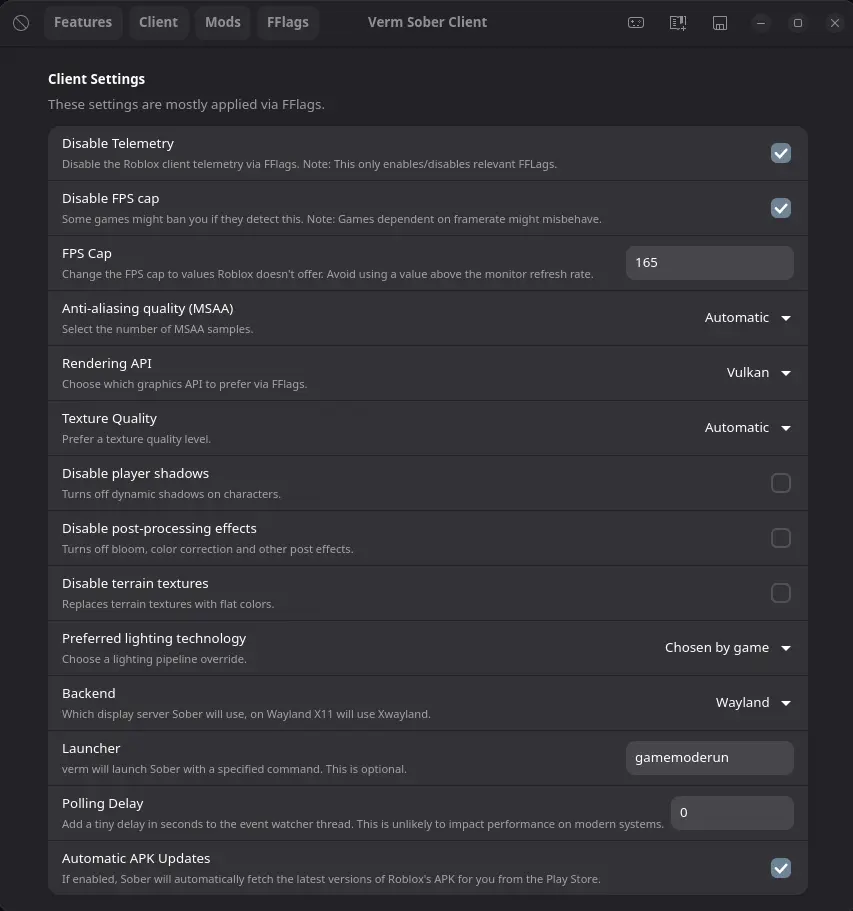 Features Client Mods FFlags Verm Sober Client
Client Settings
These settings are mostly applied via FFlags.
Disable Telemetry
Disable the Roblox client telemetry via FFlags. Note: This only enables/disables relevant FFLags.
Disable FPS cap
Some games might ban you if they detect this. Note: Games dependent on framerate might misbehave.
FPS Cap
Change the FPS cap to values Roblox doesn't offer. Avoid using a value above the monitor refresh rate.
165
Anti-aliasing quality (MSAA)
Select the number of MSAA samples.
Automatic
Rendering API
Choose which graphics API to prefer via FFlags.
Vulkan
Texture Quality
Prefer a texture quality level.
Automatic
Disable player shadows
Turns off dynamic shadows on characters.
Disable post-processing effects
Turns off bloom, color correction and other post effects.
Disable terrain textures
Replaces terrain textures with flat colors.
Preferred lighting technology
Choose a lighting pipeline override.
Chosen by game
Backend
Which display server Sober will use, on Wayland X11 will use Xwayland.
Wayland
Launcher
verm will launch Sober with a specified command. This is optional.
gamemoderun
Polling Delay
Add a tiny delay in seconds to the event watcher thread. This is unlikely to impact performance on modern systems.
0
Automatic APK Updates
If enabled, Sober will automatically fetch the latest versions of Roblox's APK for you from the Play Store.